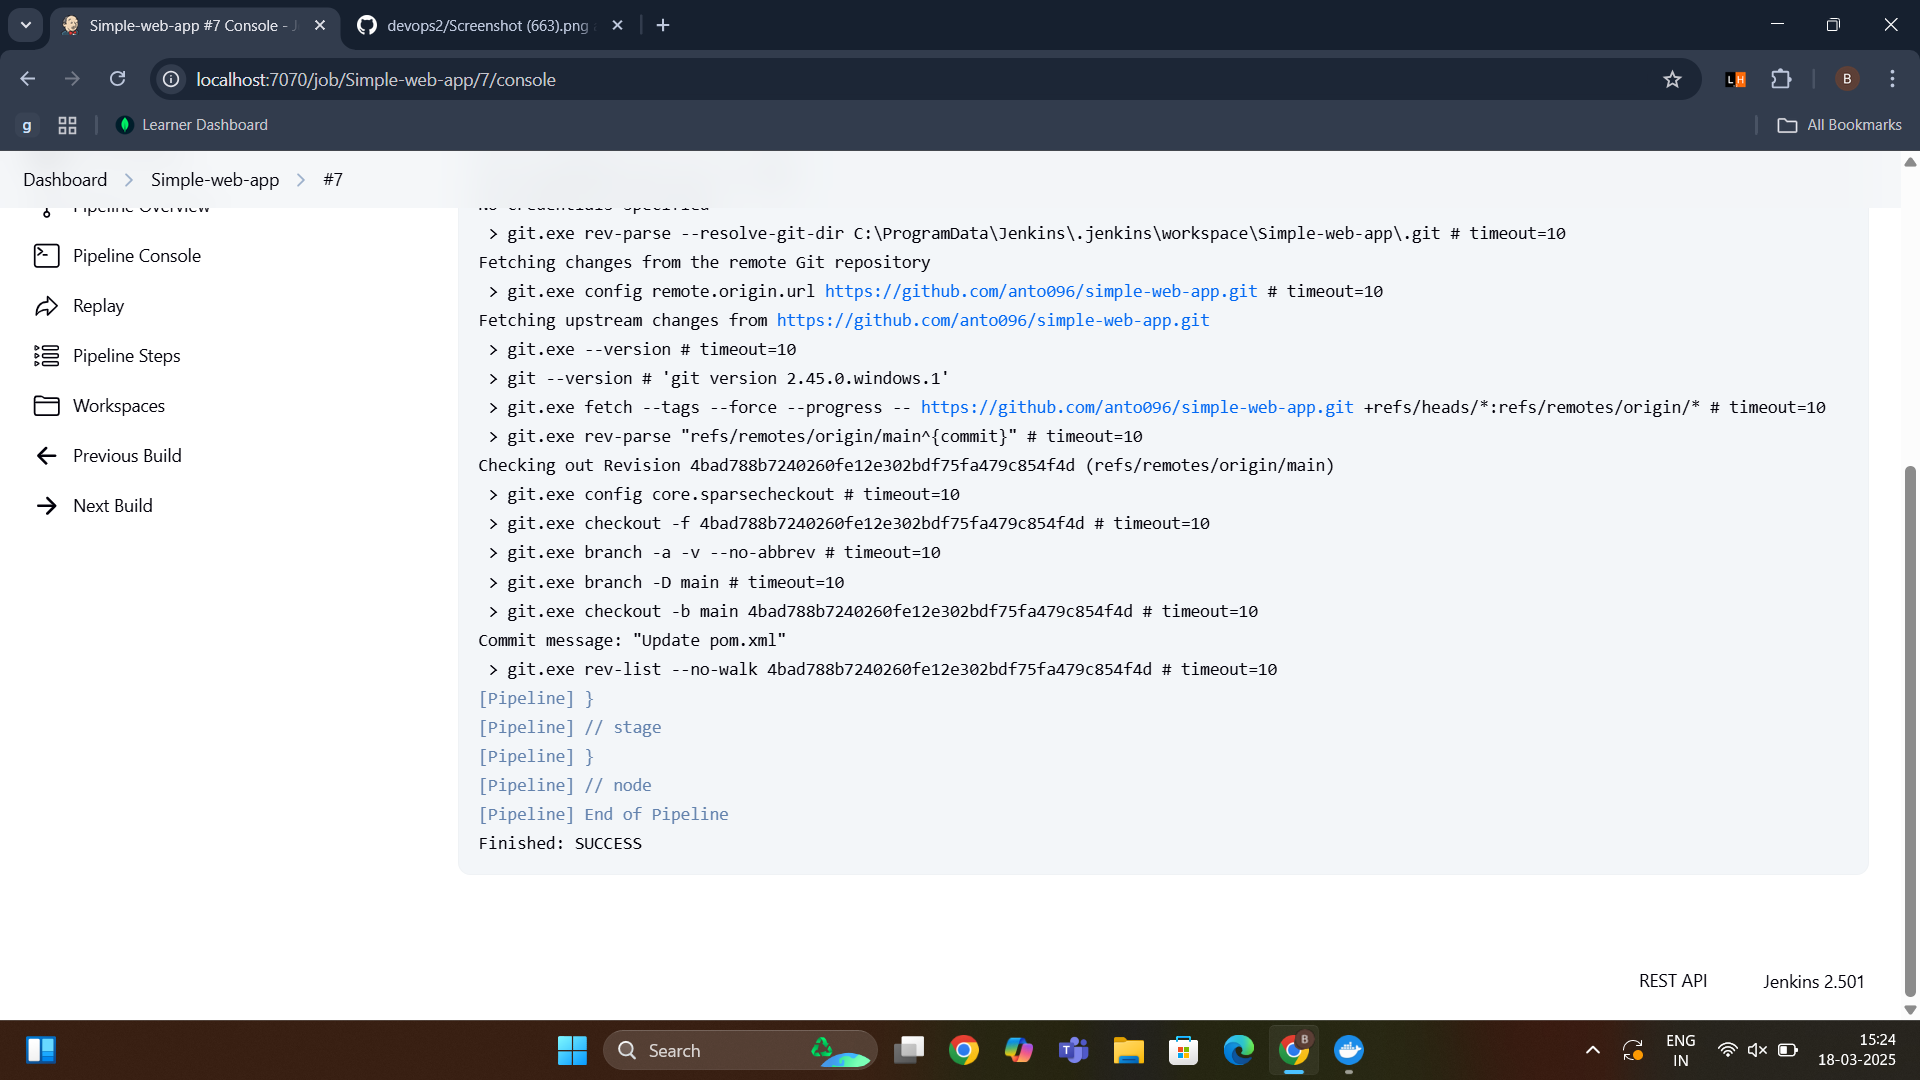 Simple-web-app #7 Console - J
devops2/Screenshot (663).png
localhost:7070/job/Simple-web-app/7/console
B
g
Learner Dashboard
All Bookmarks
Dashboard
Simple-web-app
#7
Pipeline Overview
Pipeline Console
Replay
Pipeline Steps
Workspaces
Previous Build
Next Build
No credentials specified
> git.exe rev-parse --resolve-git-dir C:\ProgramData\Jenkins\.jenkins\workspace\Simple-web-app\.git # timeout=10
Fetching changes from the remote Git repository
> git.exe config remote.origin.url https://github.com/anto096/simple-web-app.git # timeout=10
Fetching upstream changes from https://github.com/anto096/simple-web-app.git
> git.exe --version # timeout=10
> git --version # 'git version 2.45.0.windows.1'
> git.exe fetch --tags --force --progress -- https://github.com/anto096/simple-web-app.git +refs/heads/*:refs/remotes/origin/* # timeout=10
> git.exe rev-parse "refs/remotes/origin/main^{commit}" # timeout=10
Checking out Revision 4bad788b7240260fe12e302bdf75fa479c854f4d (refs/remotes/origin/main)
> git.exe config core.sparsecheckout # timeout=10
> git.exe checkout -f 4bad788b7240260fe12e302bdf75fa479c854f4d # timeout=10
> git.exe branch -a -v --no-abbrev # timeout=10
> git.exe branch -D main # timeout=10
> git.exe checkout -b main 4bad788b7240260fe12e302bdf75fa479c854f4d # timeout=10
Commit message: "Update pom.xml"
> git.exe rev-list --no-walk 4bad788b7240260fe12e302bdf75fa479c854f4d # timeout=10
[Pipeline] }
[Pipeline] // stage
[Pipeline] }
[Pipeline] // node
[Pipeline] End of Pipeline
Finished: SUCCESS
REST API
Jenkins 2.501
Search
B
ENG
IN
15:24
18-03-2025